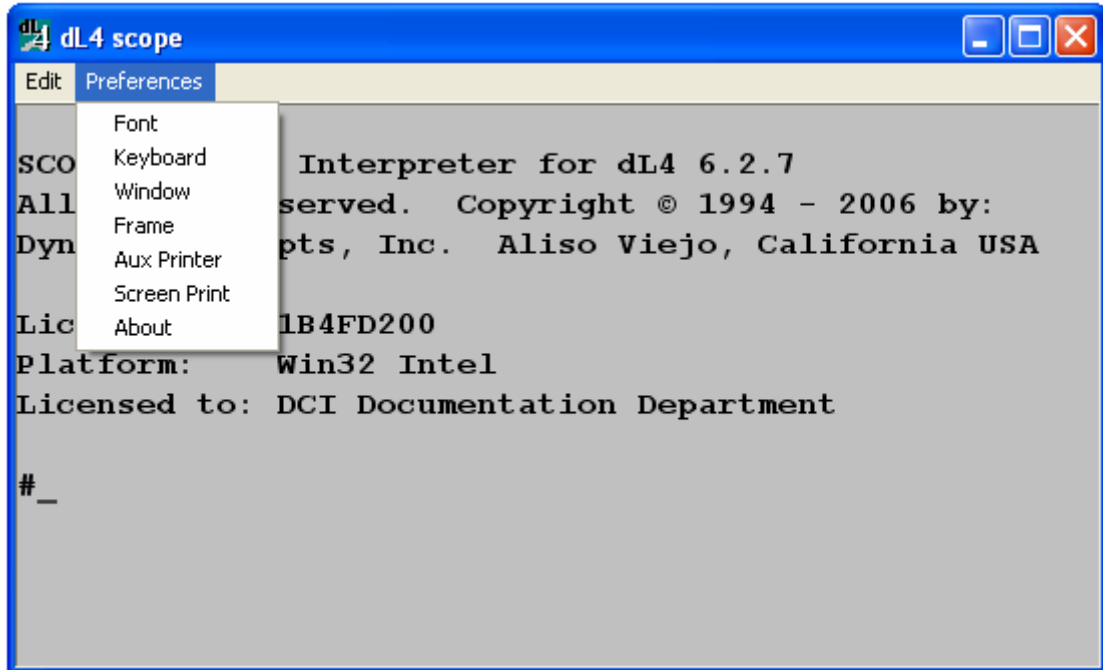 dL4 scope
Edit Preferences
Font
Keyboard
Window
Frame
Aux Printer
Screen Print
About
SCO Interpreter for dL4 6.2.7
All served. Copyright © 1994 - 2006 by:
Dyn pts, Inc. Aliso Viejo, California USA
Lic 1B4FD200
Platform: Win32 Intel
Licensed to: DCI Documentation Department
#_